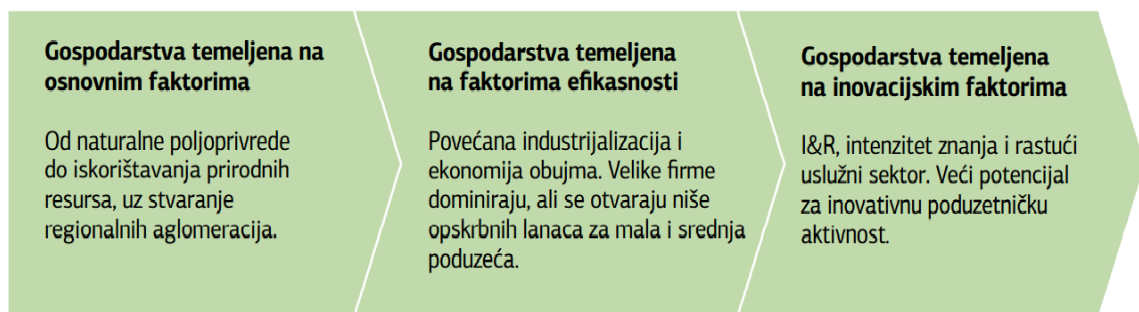 Gospodarstva temeljena na
osnovnim faktorima
Od naturalne poljoprivrede
do iskorištavanja prirodnih
resursa, uz stvaranje
regionalnih aglomeracija.
Gospodarstva temeljena
na faktorima efikasnosti
Povećana industrijalizacija i
ekonomija obujma. Velike firme
dominiraju, ali se otvaraju niše
opskrbnih lanaca za mala i srednja
poduzeća.
Gospodarstva temeljena
na inovacijskim faktorima
I&R, intenzitet znanja i rastući
uslužni sektor. Veći potencijal
za inovativnu poduzetničku
aktivnost.